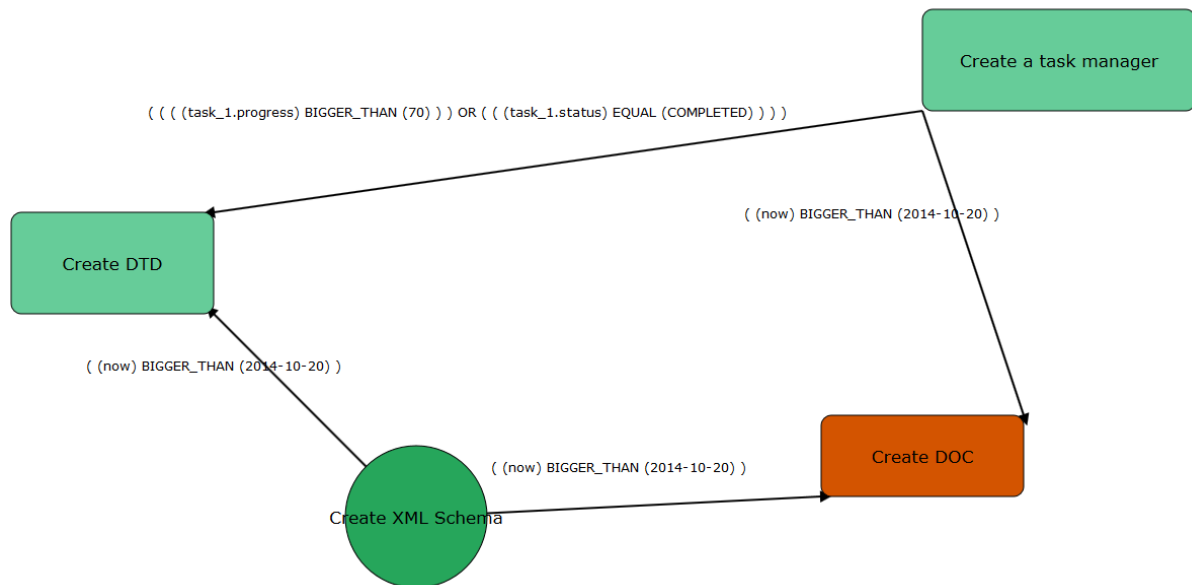 Create a task manager
( ( ( ( (task_1.progress) BIGGER_THAN (70) ) ) OR ( ( (task_1.status) EQUAL (COMPLETED) ) ) )
( (now) BIGGER_THAN (2014-10-20) )
Create DTD
( (now) BIGGER_THAN (2014-10-20) )
Create DOC
( (now) BIGGER_THAN (2014-10-20) )
Create XML Schema